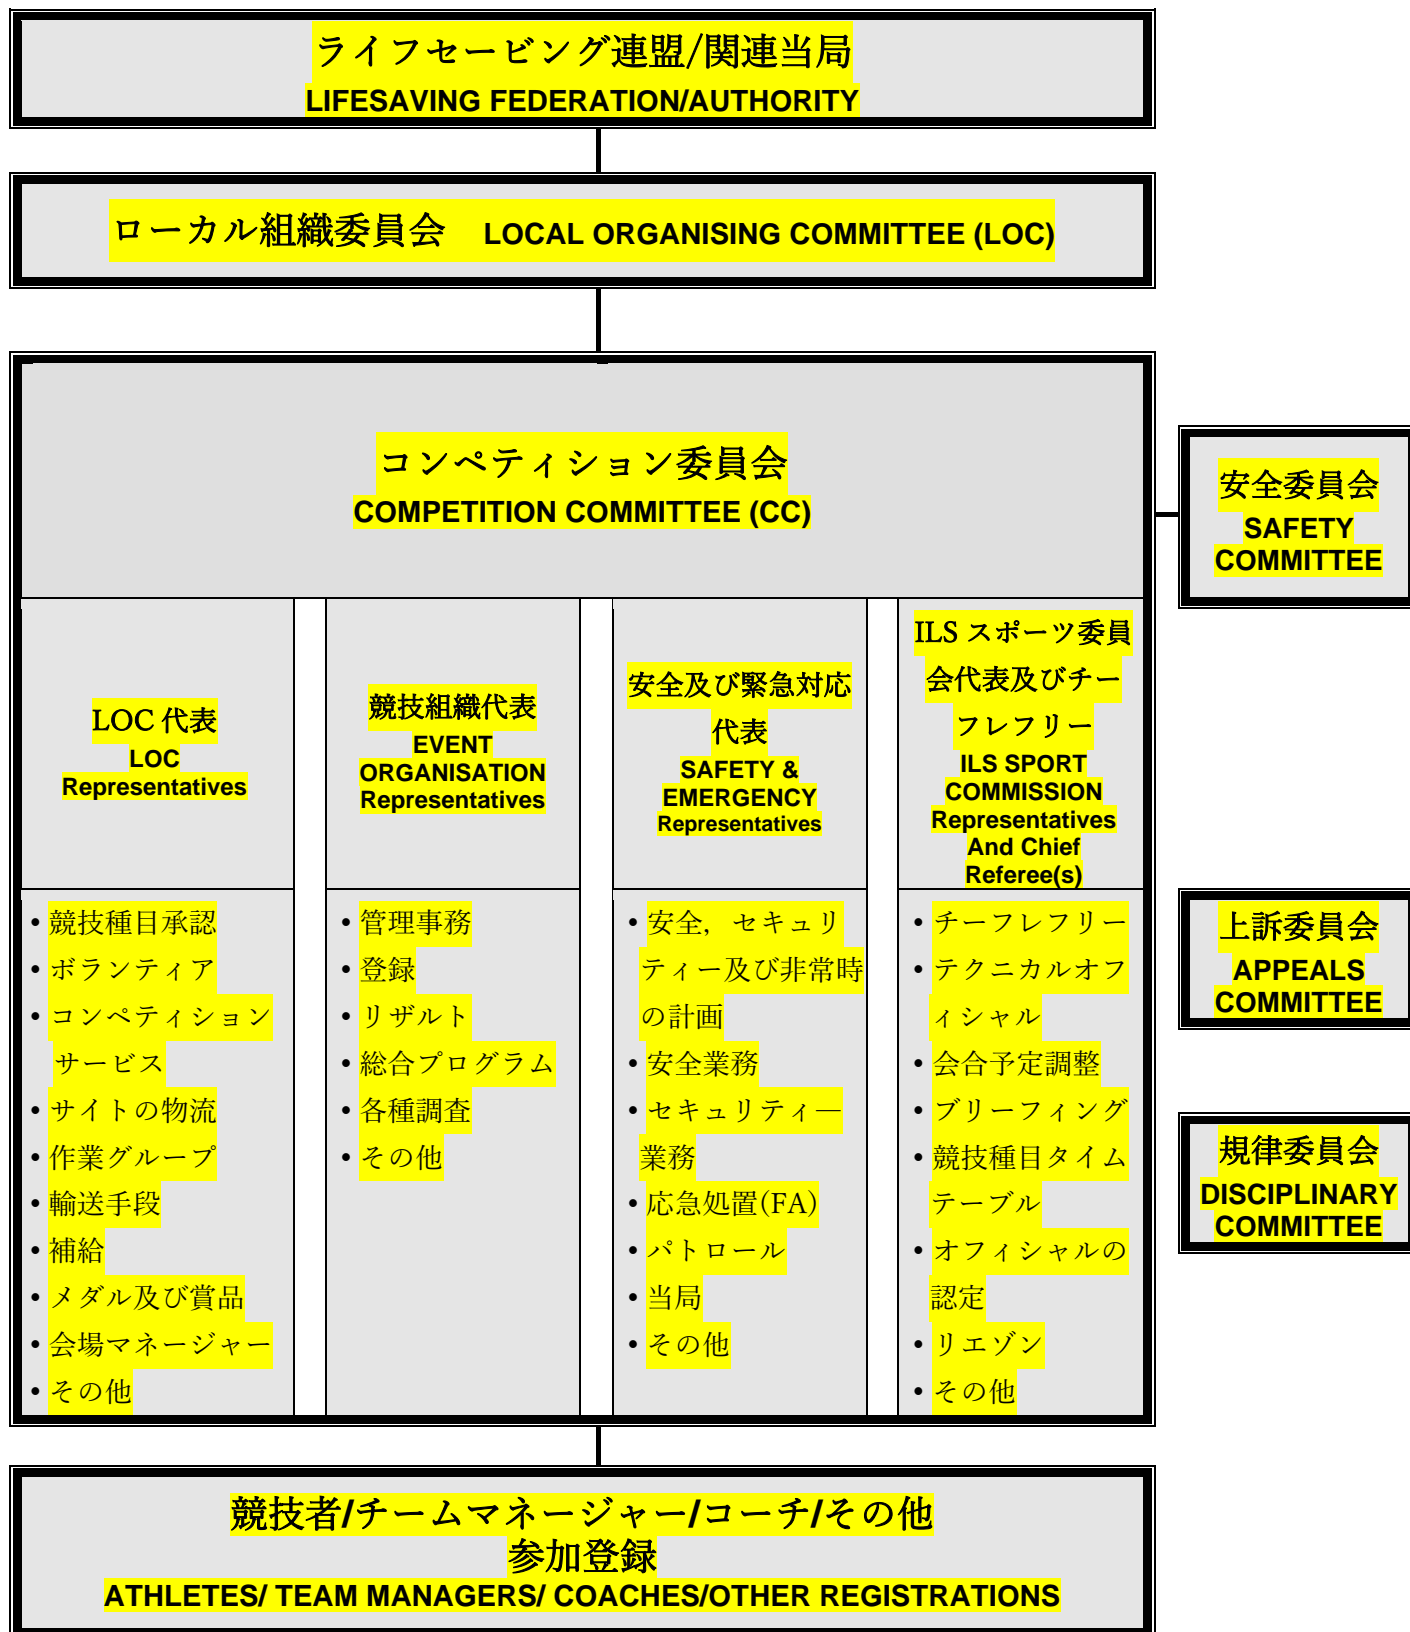 ライフセービング連盟/関連当局
LIFESAVING FEDERATION/AUTHORITY
ローカル組織委員会　LOCAL ORGANISING COMMITTEE (LOC)
コンペティション委員会
COMPETITION COMMITTEE (CC)
安全委員会
SAFETY
COMMITTEE
LOC 代表
LOC
Representatives
競技組織代表
EVENT
ORGANISATION
Representatives
安全及び緊急対応
代表
SAFETY &
EMERGENCY
Representatives
ILS スポーツ委員
会代表及びチー
フレフリー
ILS SPORT
COMMISSION
Representatives
And Chief
Referee(s)
• 競技種目承認
• ボランティア
• コンペティション
サービス
• サイトの物流
• 作業グループ
• 輸送手段
• 補給
• メダル及び賞品
• 会場マネージャー
• その他
• 管理事務
• 登録
• リザルト
• 総合プログラム
• 各種調査
• その他
• 安全，セキュリ
ティー及び非常時
の計画
• 安全業務
• セキュリティ―
業務
• 応急処置(FA)
• パトロール
• 当局
• その他
• チーフレフリー
• テクニカルオフ
ィシャル
• 会合予定調整
• ブリーフィング
• 競技種目タイム
テーブル
• オフィシャルの
認定
• リエゾン
• その他
上訴委員会
APPEALS
COMMITTEE
規律委員会
DISCIPLINARY
COMMITTEE
競技者/チームマネージャー/コーチ/その他
参加登録
ATHLETES/ TEAM MANAGERS/ COACHES/OTHER REGISTRATIONS